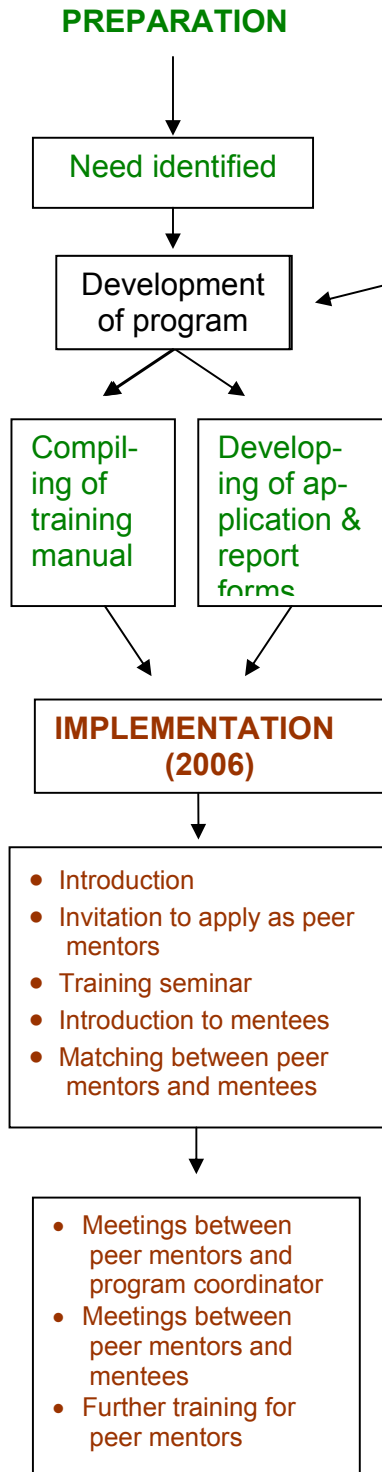 PREPARATION
Need identified
Development
of program
Compil-
ing of
training
manual
Develop-
ing of ap-
plication &
report
forms
IMPLEMENTATION
(2006)
• Introduction
• Invitation to apply as peer
mentors
• Training seminar
• Introduction to mentees
• Matching between peer
mentors and mentees
• Meetings between
peer mentors and
program coordinator
• Meetings between
peer mentors and
mentees
• Further training for
peer mentors